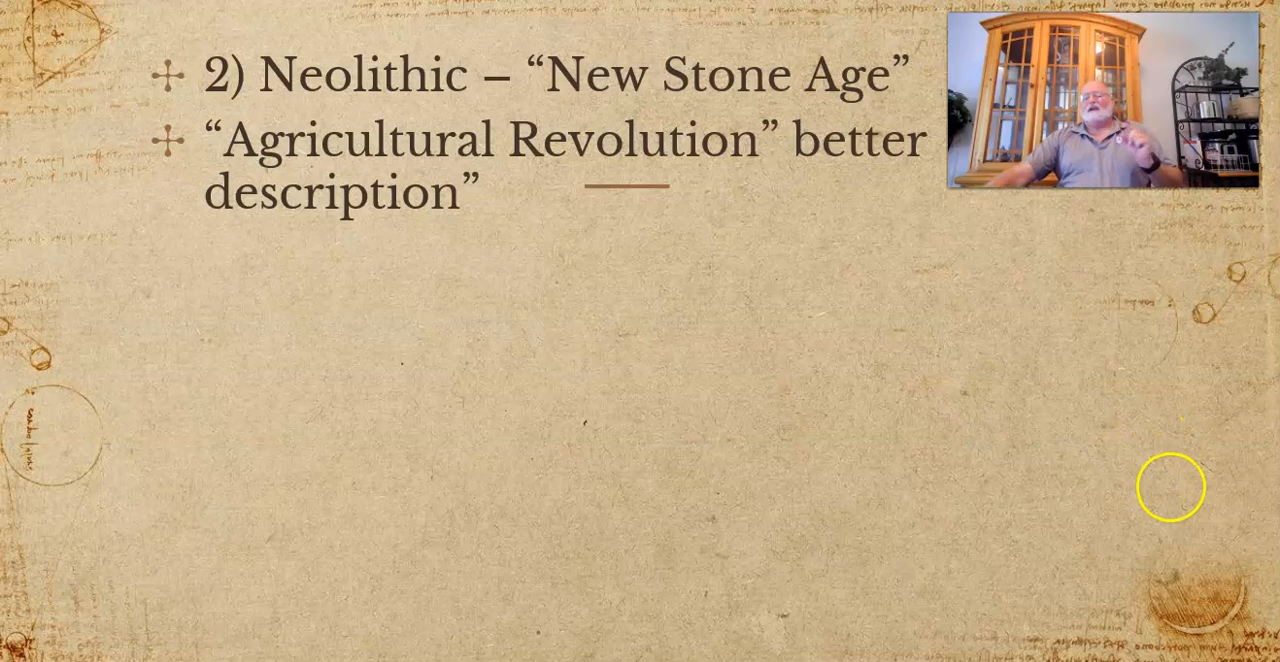 2) Neolithic – “New Stone Age”
“Agricultural Revolution” better
description”